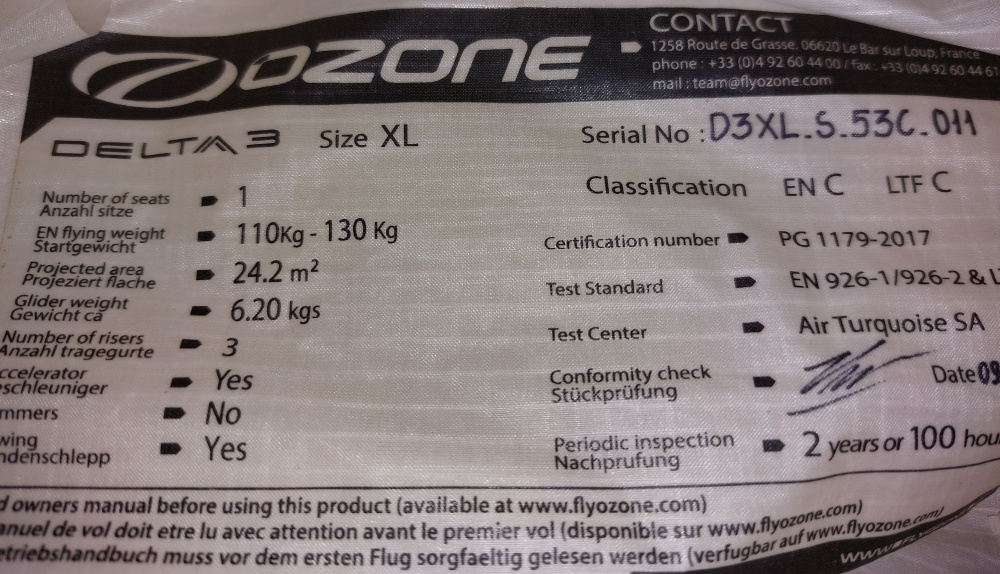 OZONE
CONTACT
1258 Route de Grasse. 06620 Le Bar sur Loup, France
phone : +33 (0)4 92 60 44 00 / fax : +33 (0)4 92 60 44 61
mail : team@flyozone.com
DELTA 3 Size XL
Serial No : D3XL.S.53C.011
Classification EN C LTF C
Number of seats 1
Anzahl sitze
EN flying weight 110Kg - 130 Kg
Startgewicht
Projected area 24.2 m²
Projeziert flache
Glider weight 6.20 kgs
Gewicht ca
Number of risers 3
Anzahl tragegurte
ccelerator Yes
eschleuniger
mmers No
wing Yes
ndenschlepp
Certification number PG 1179-2017
Test Standard EN 926-1/926-2 &
Test Center Air Turquoise SA
Conformity check Date 09
Stückprüfung
Periodic inspection 2 years or 100 hou
Nachprufung
d owners manual before using this product (available at www.flyozone.com)
anuel de vol doit etre lu avec attention avant le premier vol (disponible sur www.flyozone.com)
etriebshandbuch muss vor dem ersten Flug sorgfaeltig gelesen werden (verfugbar auf www.flyozone.com)